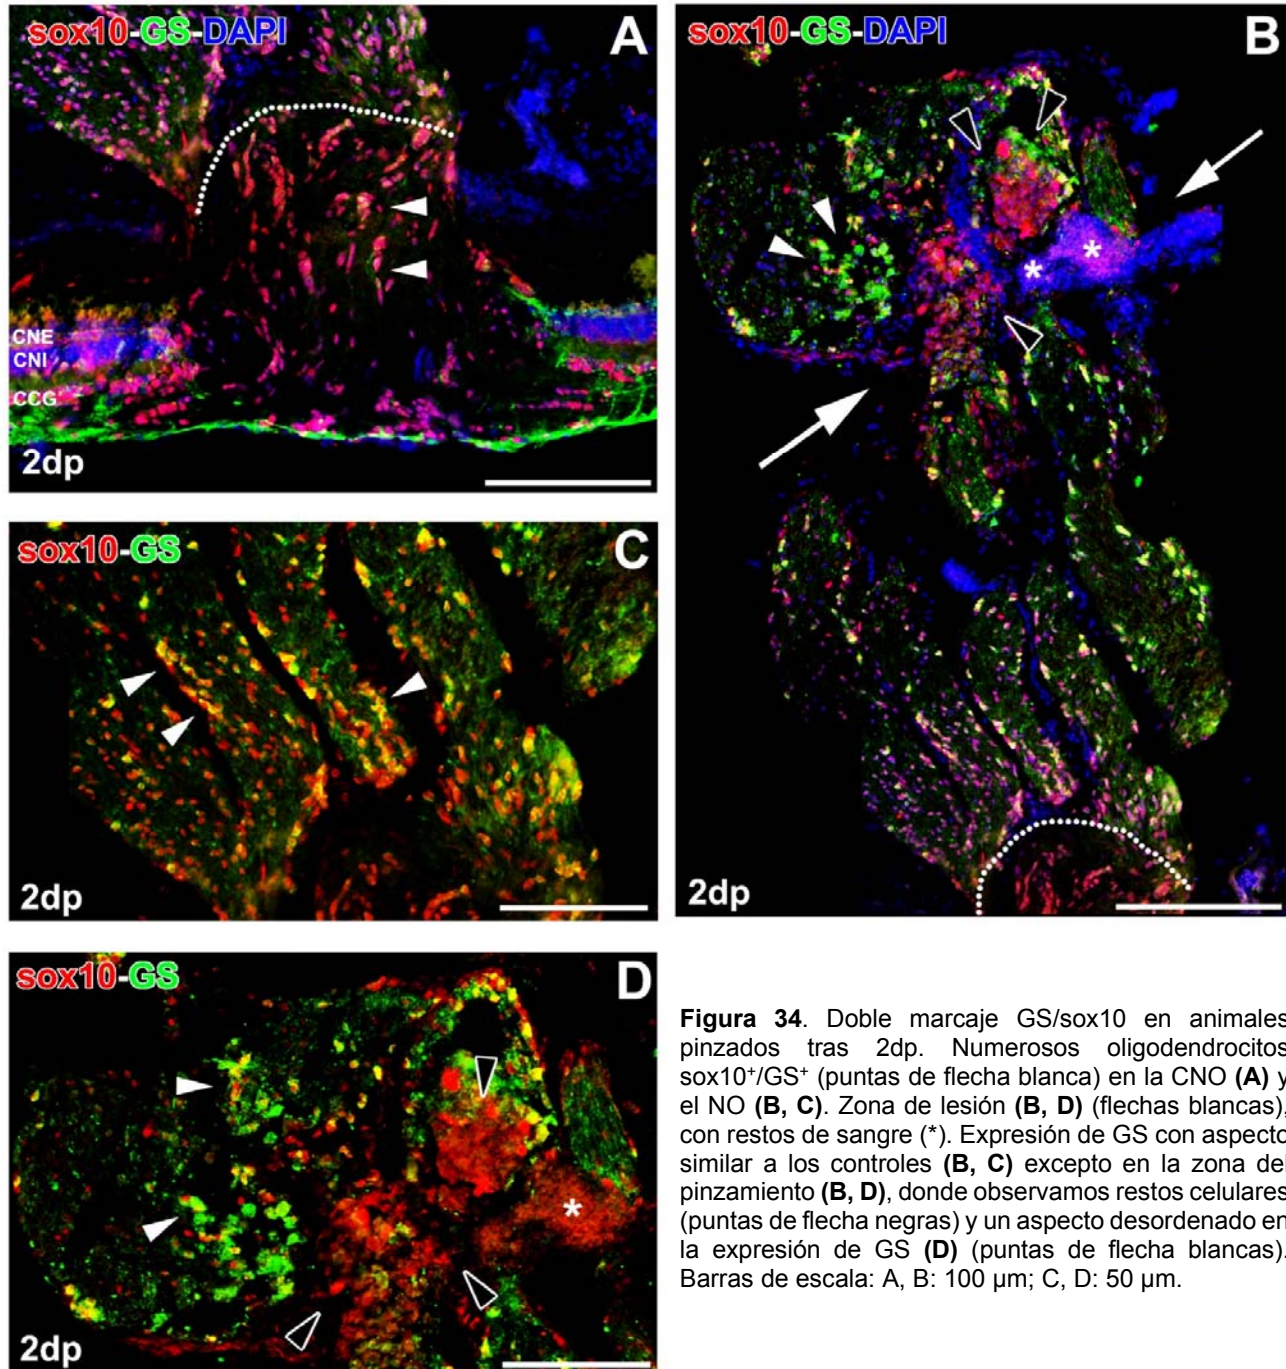 sox10-GS-DAPI A
CNE
CNI
CCG
2dp
sox10-GS-DAPI B
* *
2dp
sox10-GS C
2dp
sox10-GS D
*
2dp
Figura 34. Doble marcaje GS/sox10 en animales
pinzados tras 2dp. Numerosos oligodendrocitos
sox10⁺/GS⁺ (puntas de flecha blanca) en la CNO (A) y
el NO (B, C). Zona de lesión (B, D) (flechas blancas),
con restos de sangre (*). Expresión de GS con aspecto
similar a los controles (B, C) excepto en la zona del
pinzamiento (B, D), donde observamos restos celulares
(puntas de flecha negras) y un aspecto desordenado en
la expresión de GS (D) (puntas de flecha blancas).
Barras de escala: A, B: 100 µm; C, D: 50 µm.